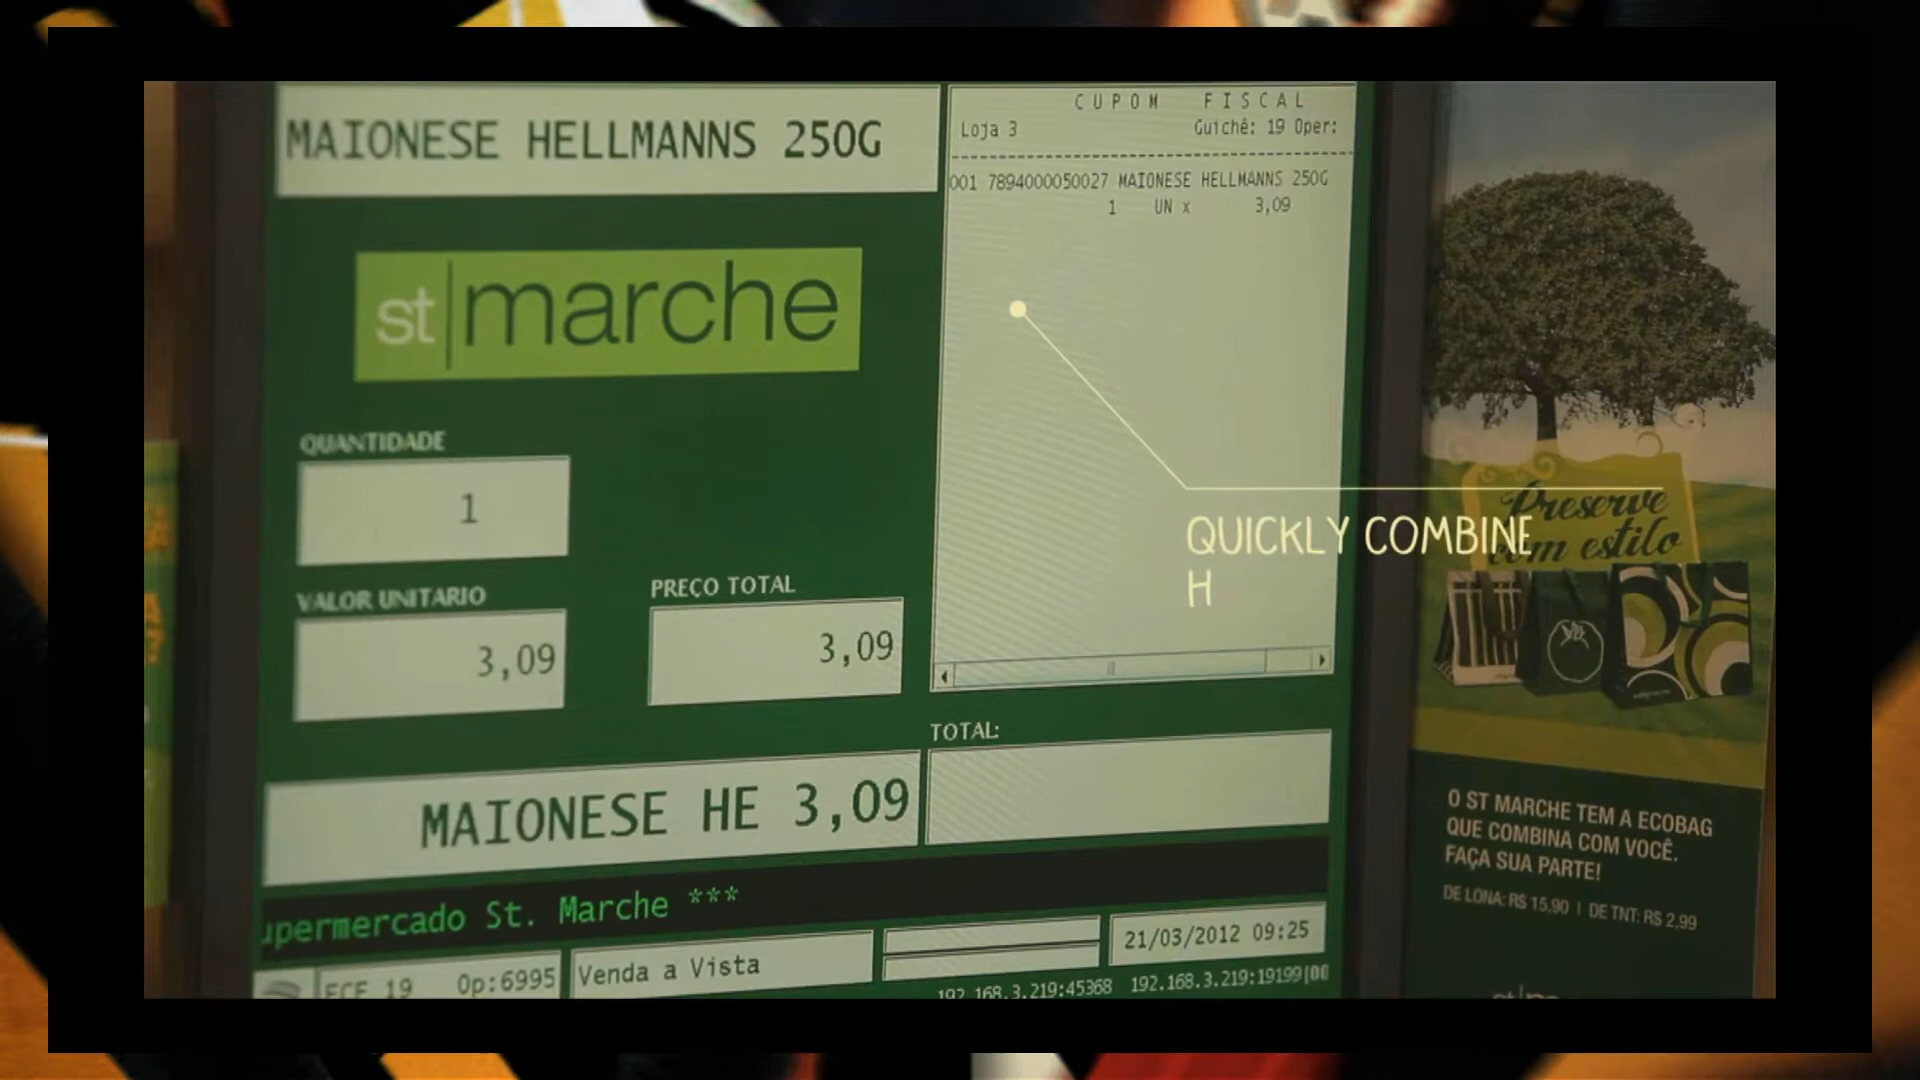 MAIONESE HELLMANNS 250G
CUPOM FISCAL
Loja 3
Guichê: 19 Oper:
001 7894000050027 MAIONESE HELLMANNS 250G
1 UN x 3,09
st|marche
QUANTIDADE
1
VALOR UNITARIO
3,09
PREÇO TOTAL
3,09
QUICKLY COMBINE
H
TOTAL:
MAIONESE HE 3,09
upermercado St. Marche ***
ECF 19 Op:6995
Venda a Vista
21/03/2012 09:25
192.168.3.219:45368 192.168.3.219:19199|00
Preserve
com estilo
O ST MARCHE TEM A ECOBAG
QUE COMBINA COM VOCÊ.
FAÇA SUA PARTE!
DE LONA: R$ 15,90 | DE TNT: R$ 2,99